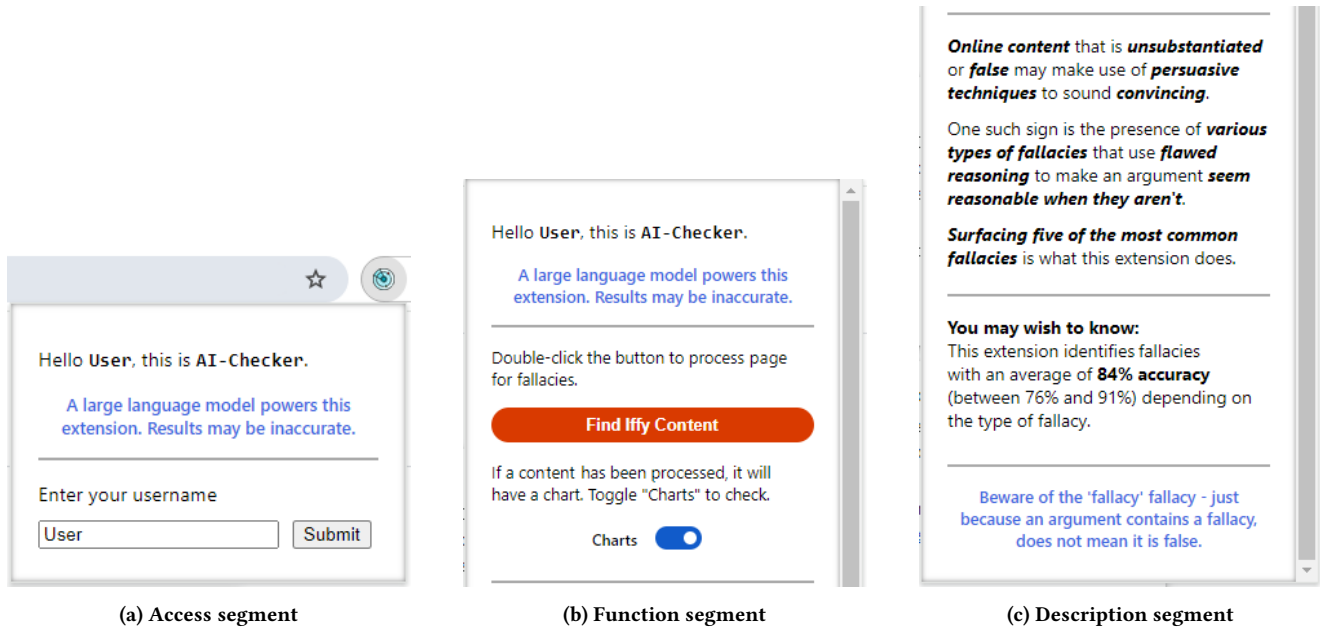 Hello User, this is AI-Checker.
A large language model powers this
extension. Results may be inaccurate.
Enter your username
User
Submit
(a) Access segment
Hello User, this is AI-Checker.
A large language model powers this
extension. Results may be inaccurate.
Double-click the button to process page
for fallacies.
Find Iffy Content
If a content has been processed, it will
have a chart. Toggle "Charts" to check.
Charts
(b) Function segment
Online content that is unsubstantiated
or false may make use of persuasive
techniques to sound convincing.
One such sign is the presence of various
types of fallacies that use flawed
reasoning to make an argument seem
reasonable when they aren't.
Surfacing five of the most common
fallacies is what this extension does.
You may wish to know:
This extension identifies fallacies
with an average of 84% accuracy
(between 76% and 91%) depending on
the type of fallacy.
Beware of the 'fallacy' fallacy - just
because an argument contains a fallacy,
does not mean it is false.
(c) Description segment